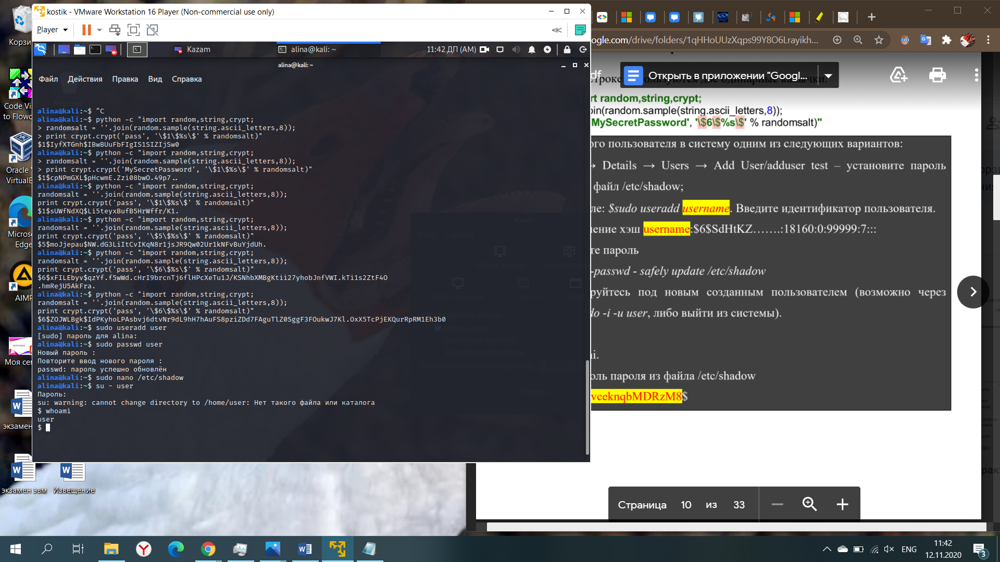 kostik - VMware Workstation 16 Player (Non-commercial use only)
Player
Kazam
alina@kali: ~
11:42 ДП (AM)
alina@kali: ~
Файл Действия Правка Вид Справка
alina@kali:~$ ^C
alina@kali:~$ python -c "import random,string,crypt;
> randomsalt = ''.join(random.sample(string.ascii_letters,8));
> print crypt.crypt('pass', '\$1\$%s\$' % randomsalt)"
$1$IyfXTGnh$IBwBUuFbFIgIS1SIZIjSw0
alina@kali:~$ python -c "import random,string,crypt;
> randomsalt = ''.join(random.sample(string.ascii_letters,8));
> print crypt.crypt('MySecretPassword', '\$1\$%s\$' % randomsalt)"
$1$cpNPmGXL$pHcwmE.Zzi08bwO.49p7..
alina@kali:~$ python -c "import random,string,crypt;
randomsalt = ''.join(random.sample(string.ascii_letters,8));
print crypt.crypt('pass', '\$1\$%s\$' % randomsalt)"
$1$sUWfNdXQ$Li5teyxBufB5HrWffr/K1.
alina@kali:~$ python -c "import random,string,crypt;
randomsalt = ''.join(random.sample(string.ascii_letters,8));
print crypt.crypt('pass', '\$5\$%s\$' % randomsalt)"
$5$moJjepau$NW.dG3LiItCvIKqN8r1jsJR9Qw02Ur1kNFvBuYjdUh.
alina@kali:~$ python -c "import random,string,crypt;
randomsalt = ''.join(random.sample(string.ascii_letters,8));
print crypt.crypt('pass', '\$6\$%s\$' % randomsalt)"
$6$xFILEbyv$qzYf.f5wWd.cHrI9brcnTj6flHPcXeTu1J/KSNhbXMBgKtii27yhobJnfVWI.kTi1s2ZtF4O
.hmRejU5AkFra.
alina@kali:~$ python -c "import random,string,crypt;
randomsalt = ''.join(random.sample(string.ascii_letters,8));
print crypt.crypt('pass', '\$6\$%s\$' % randomsalt)"
$6$ZOJWLBgk$IdPKyhoLPAsbvj6dtvNr9dL9hH7hAuFS8pziZDd7FAguTlZ0SggF3FOukwJ7Kl.OxX5TcPjEKQurRpRM1Eh3b0
alina@kali:~$ sudo useradd user
[sudo] пароль для alina:
alina@kali:~$ sudo passwd user
Новый пароль :
Повторите ввод нового пароля :
passwd: пароль успешно обновлён
alina@kali:~$ sudo nano /etc/shadow
alina@kali:~$ su - user
Пароль:
su: warning: cannot change directory to /home/user: Нет такого файла или каталога
$ whoami
user
$
ogle.com/drive/folders/1qHHoUUzXqps99Y8O6Lrayikh...
df
Открыть в приложении "Googl...
rt random,string,crypt;
oin(random.sample(string.ascii_letters,8));
MySecretPassword', '\$6\$%s\$' % randomsalt)"
ого пользователя в систему одним из следующих вариантов:
→ Details → Users → Add User/adduser test – установите пароль
файл /etc/shadow;
ле: $sudo useradd username. Введите идентификатор пользователя.
ение хэш username:$6$SdHtKZ…….:18160:0:99999:7:::
те пароль
-passwd - safely update /etc/shadow
руйтесь под новым созданным пользователем (возможно через
do -i -u user, либо выйти из системы).
ni.
оль пароля из файла /etc/shadow
vceknqbMDRzM8$
Страница 10 из 33
Корзи
Code Vi
to Flow
Oracle
VirtualB
Micros
Edge
AIMP
Моя се
экзамен
экзамен эвм
Извещение
ENG
11:42
12.11.2020
3